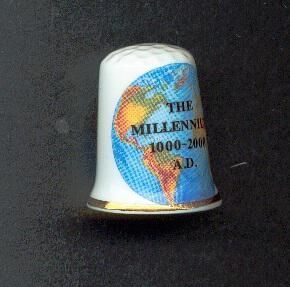 THE
MILLENNIU
1000-200
A.D.